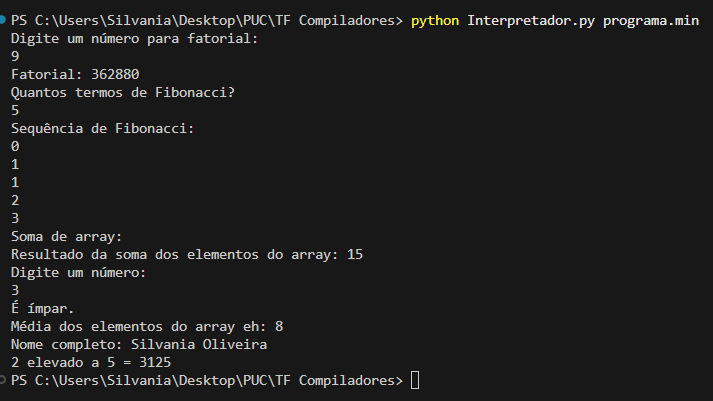 PS C:\Users\Silvania\Desktop\PUC\TF Compiladores> python Interpretador.py programa.min
Digite um número para fatorial:
9
Fatorial: 362880
Quantos termos de Fibonacci?
5
Sequência de Fibonacci:
0
1
1
2
3
Soma de array:
Resultado da soma dos elementos do array: 15
Digite um número:
3
É ímpar.
Média dos elementos do array eh: 8
Nome completo: Silvania Oliveira
2 elevado a 5 = 3125
PS C:\Users\Silvania\Desktop\PUC\TF Compiladores>